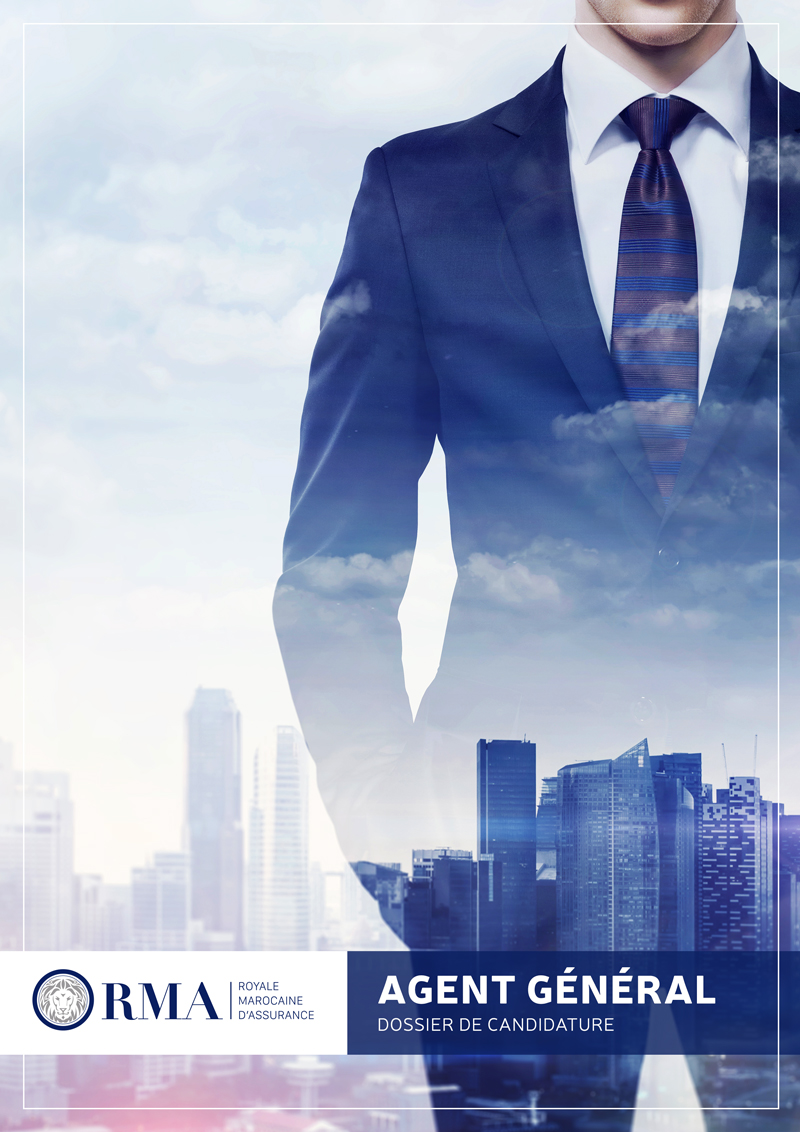 RMA
ROYALE
MAROCAINE
D'ASSURANCE
AGENT GÉNÉRAL
DOSSIER DE CANDIDATURE